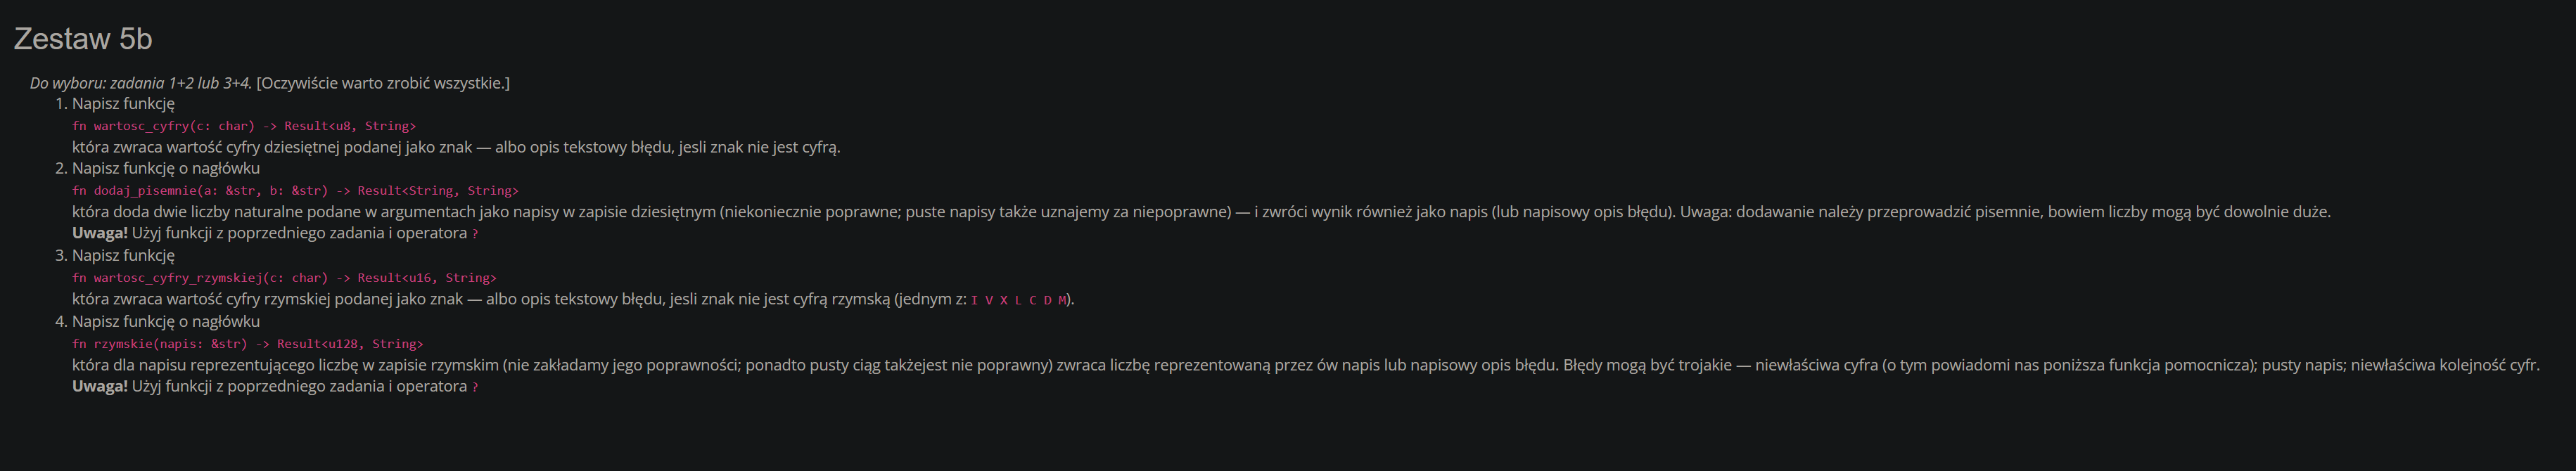 Zestaw 5b
Do wyboru: zadania 1+2 lub 3+4. [Oczywiście warto zrobić wszystkie.]
1. Napisz funkcję
fn wartosc_cyfry(c: char) -> Result<u8, String>
która zwraca wartość cyfry dziesiętnej podanej jako znak — albo opis tekstowy błędu, jesli znak nie jest cyfrą.
2. Napisz funkcję o nagłówku
fn dodaj_pisemnie(a: &str, b: &str) -> Result<String, String>
która doda dwie liczby naturalne podane w argumentach jako napisy w zapisie dziesiętnym (niekoniecznie poprawne; puste napisy także uznajemy za niepoprawne) — i zwróci wynik również jako napis (lub napisowy opis błędu). Uwaga: dodawanie należy przeprowadzić pisemnie, bowiem liczby mogą być dowolnie duże.
Uwaga! Użyj funkcji z poprzedniego zadania i operatora ?
3. Napisz funkcję
fn wartosc_cyfry_rzymskiej(c: char) -> Result<u16, String>
która zwraca wartość cyfry rzymskiej podanej jako znak — albo opis tekstowy błędu, jesli znak nie jest cyfrą rzymską (jednym z: I V X L C D M).
4. Napisz funkcję o nagłówku
fn rzymskie(napis: &str) -> Result<u128, String>
która dla napisu reprezentującego liczbę w zapisie rzymskim (nie zakładamy jego poprawności; ponadto pusty ciąg takżejest nie poprawny) zwraca liczbę reprezentowaną przez ów napis lub napisowy opis błędu. Błędy mogą być trojakie — niewłaściwa cyfra (o tym powiadomi nas poniższa funkcja pomocnicza); pusty napis; niewłaściwa kolejność cyfr.
Uwaga! Użyj funkcji z poprzedniego zadania i operatora ?